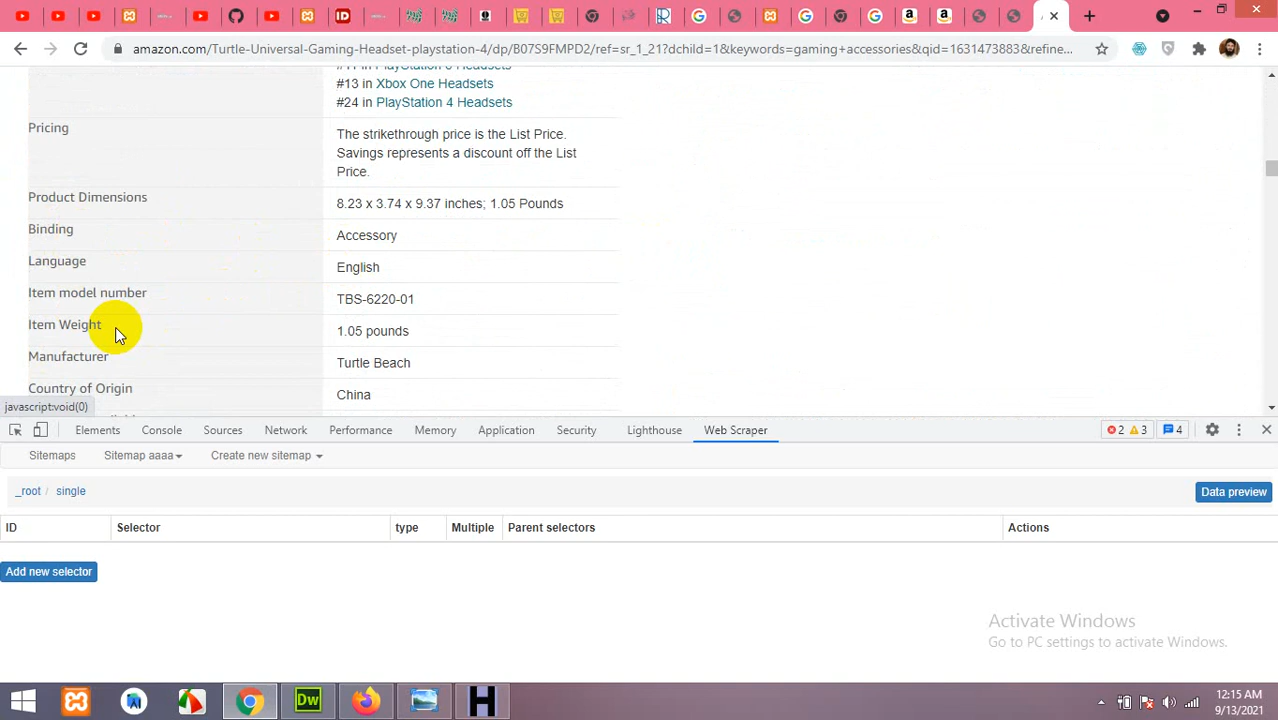 amazon.com/Turtle-Universal-Gaming-Headset-playstation-4/dp/B07S9FMPD2/ref=sr_1_21?dchild=1&keywords=gaming+accessories&qid=1631473883&refine...
#13 in Xbox One Headsets
#24 in PlayStation 4 Headsets
Pricing
The strikethrough price is the List Price.
Savings represents a discount off the List
Price.
Product Dimensions
8.23 x 3.74 x 9.37 inches; 1.05 Pounds
Binding
Accessory
Language
English
Item model number
TBS-6220-01
Item Weight
1.05 pounds
Manufacturer
Turtle Beach
Country of Origin
China
javascript:void(0)
Elements Console Sources Network Performance Memory Application Security Lighthouse Web Scraper 2 3 4
Sitemaps Sitemap aaaa Create new sitemap
_root / single Data preview
ID Selector type Multiple Parent selectors Actions
Add new selector
Activate Windows
Go to PC settings to activate Windows.
ID
Dw
H
12:15 AM
9/13/2021